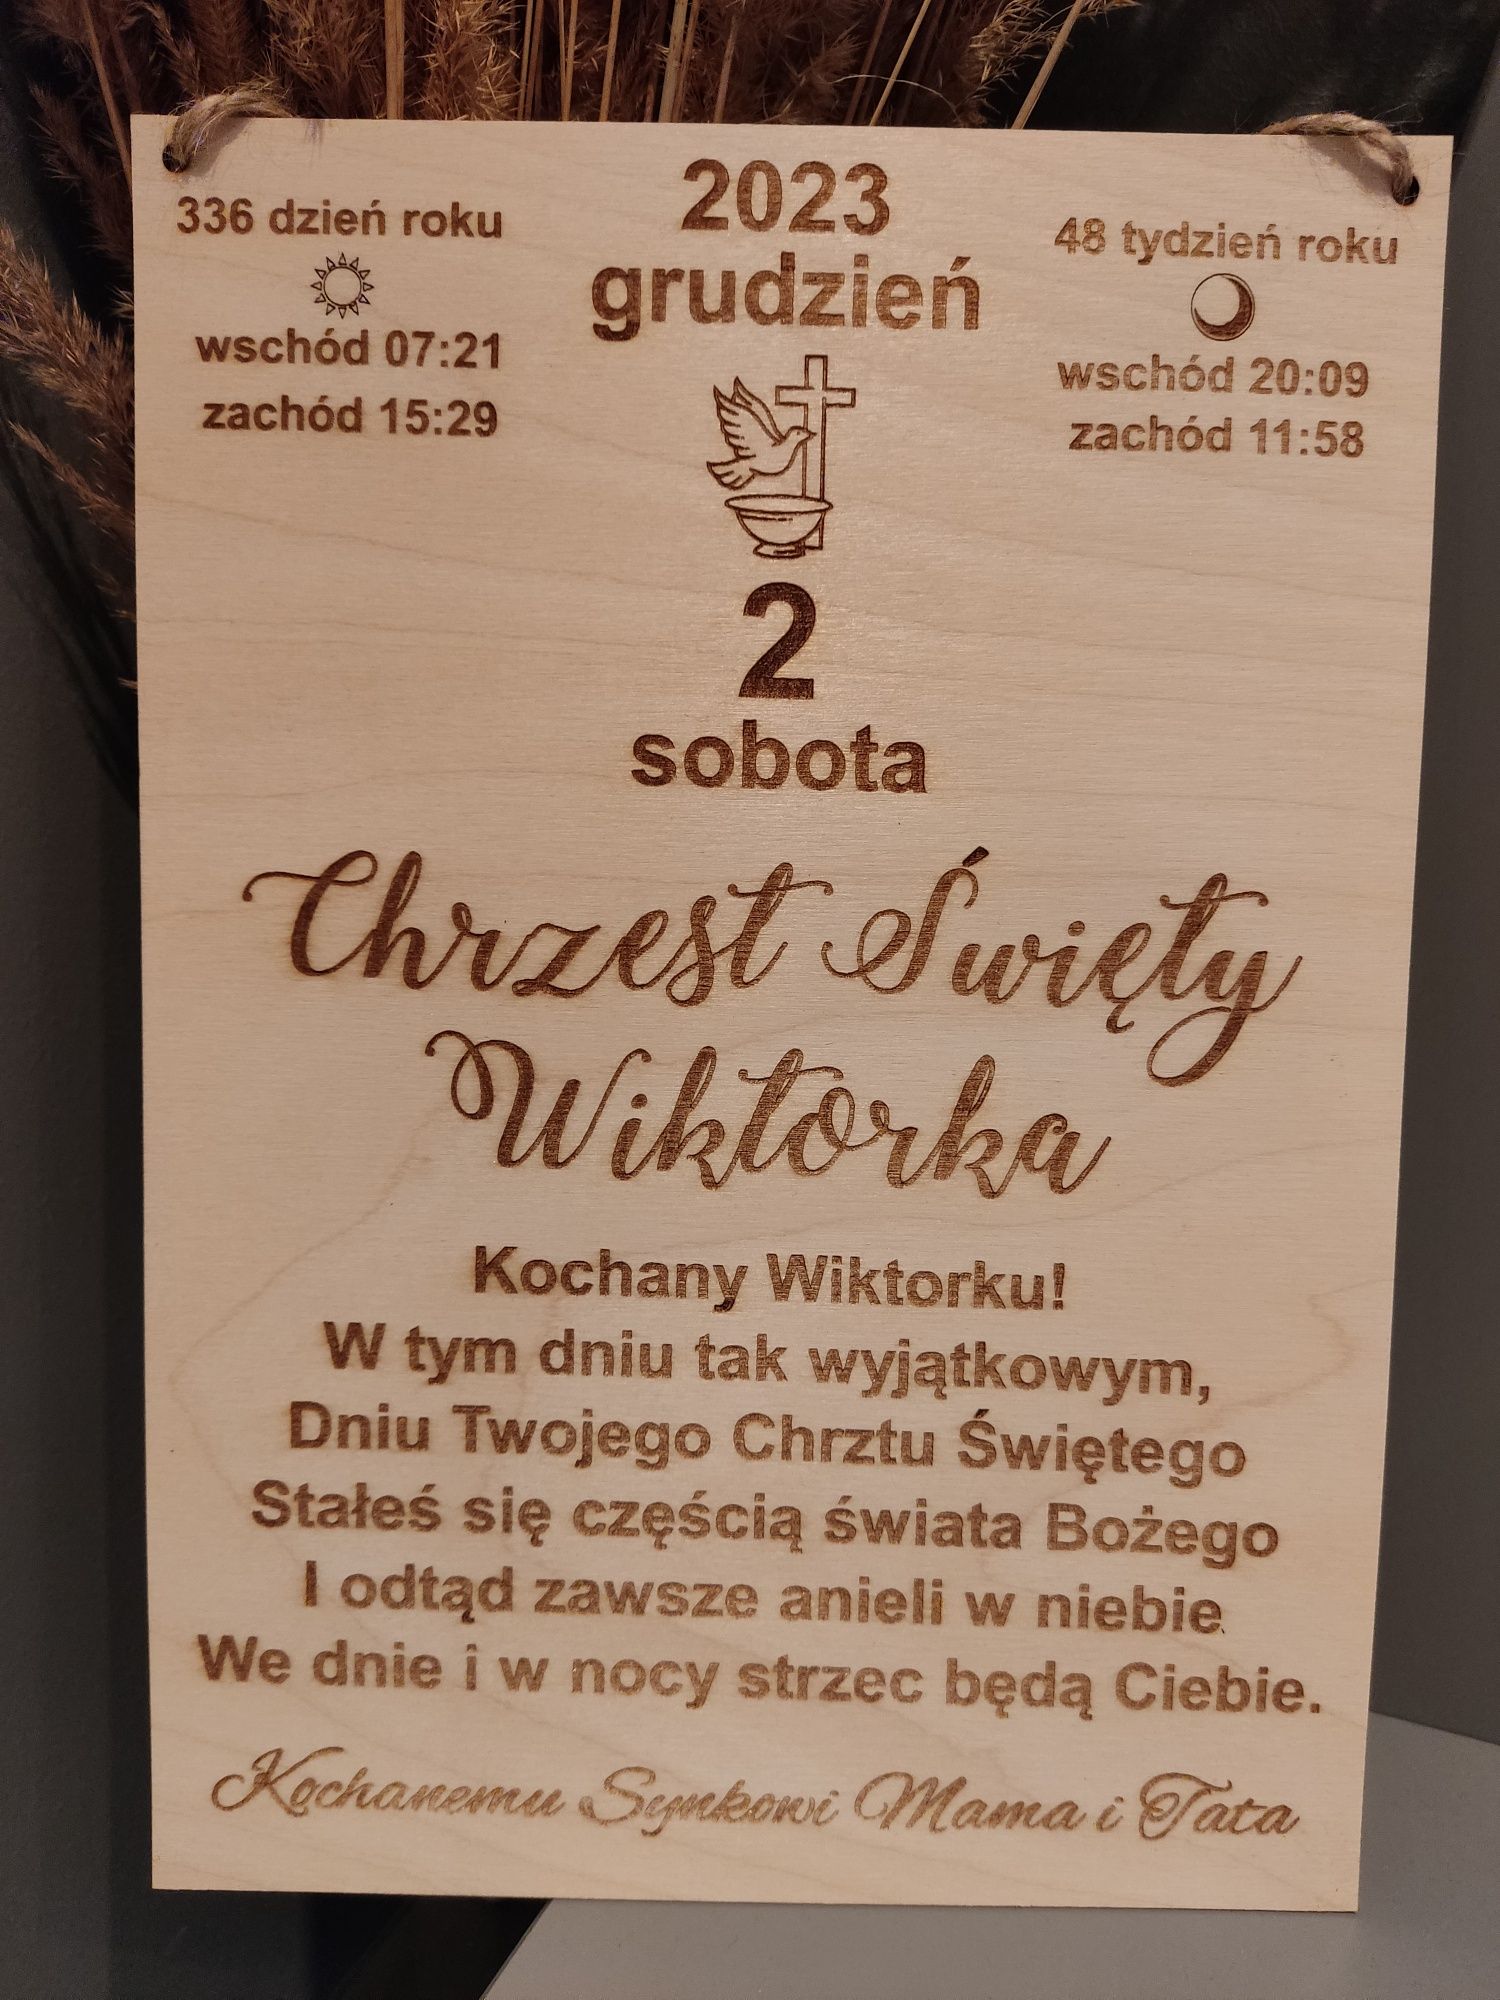 2023
grudzień
336 dzień roku
wschód 07:21
zachód 15:29
48 tydzień roku
wschód 20:09
zachód 11:58
2
sobota
Chrzest Święty
Wiktorka
Kochany Wiktorku!
W tym dniu tak wyjątkowym,
Dniu Twojego Chrztu Świętego
Stałeś się częścią świata Bożego
I odtąd zawsze anieli w niebie
We dnie i w nocy strzec będą Ciebie.
Kochanemu Synkowi Mama i Tata